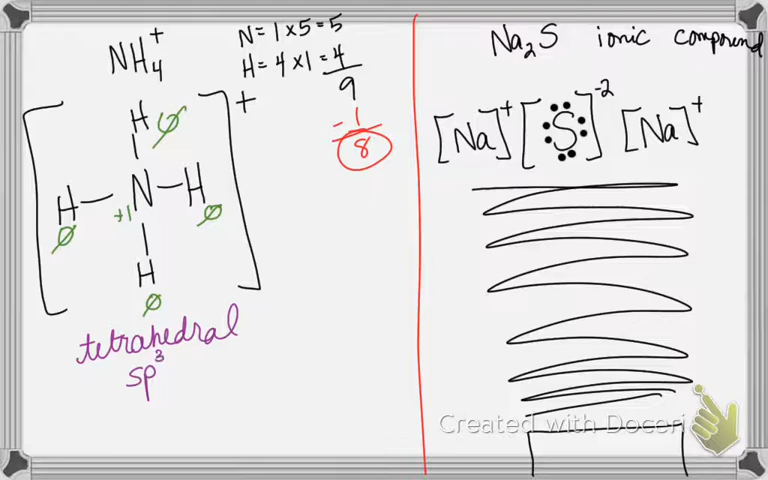 NH4+
N = 1 x 5 = 5
H = 4 x 1 = 4
9
- 1
8
[ ]+
H ∅
H — N — H
∅ +1 ∅
H
∅
tetrahedral
sp3
Na2S ionic compound
[Na]+ [S]-2 [Na]+
Created with Doceri